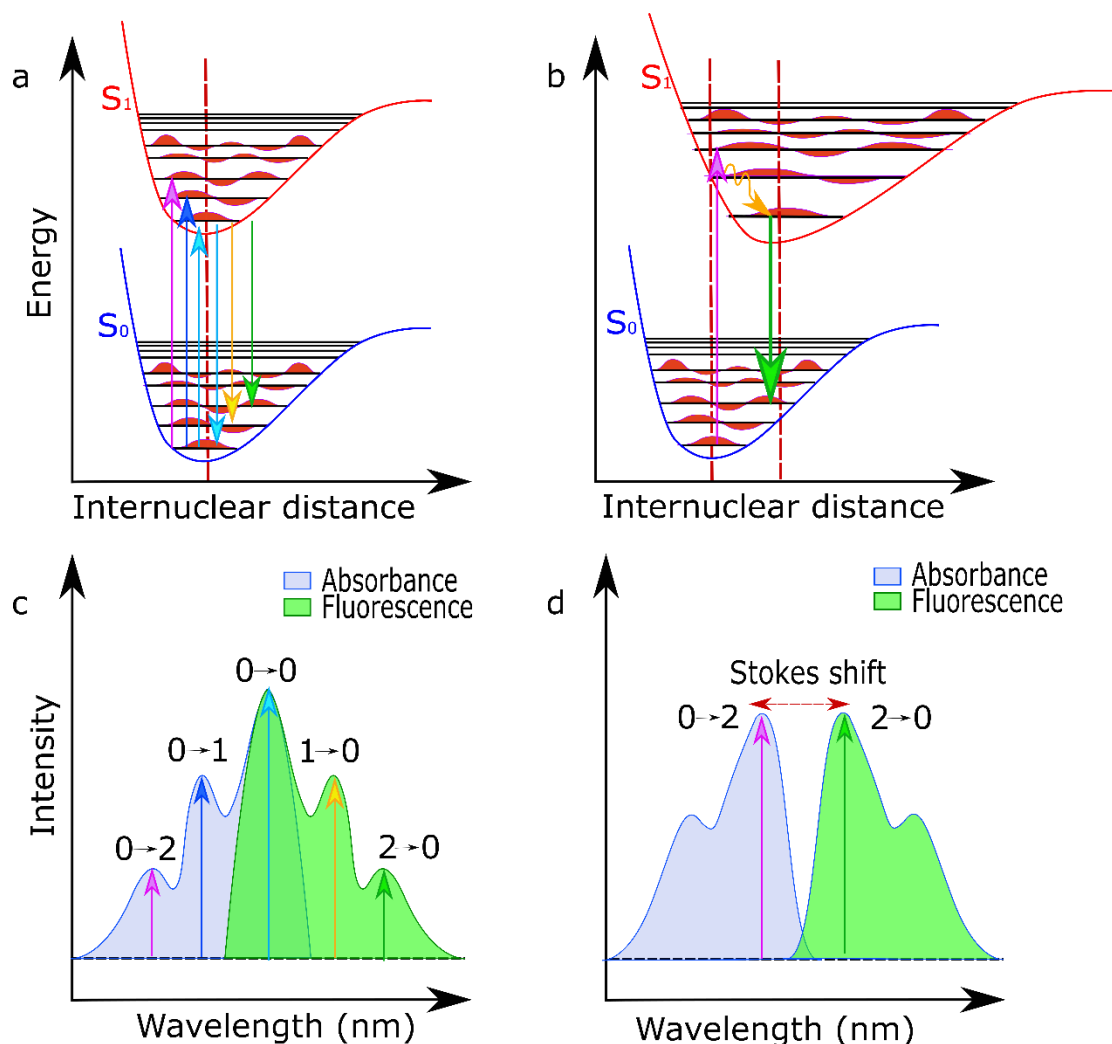 a
S1
Energy
S0
Internuclear distance
b
S1
S0
Internuclear distance
c
Absorbance
Fluorescence
0→0
0→1
1→0
0→2
2→0
Intensity
Wavelength (nm)
d
Absorbance
Fluorescence
Stokes shift
0→2
2→0
Wavelength (nm)